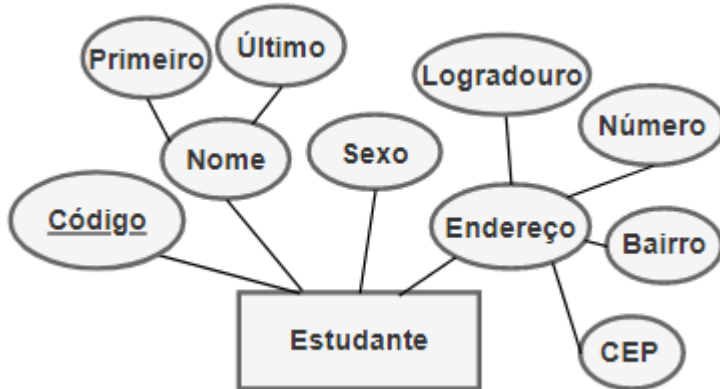 Último
Primeiro
Logradouro
Número
Nome
Sexo
Código
Endereço
Bairro
Estudante
CEP